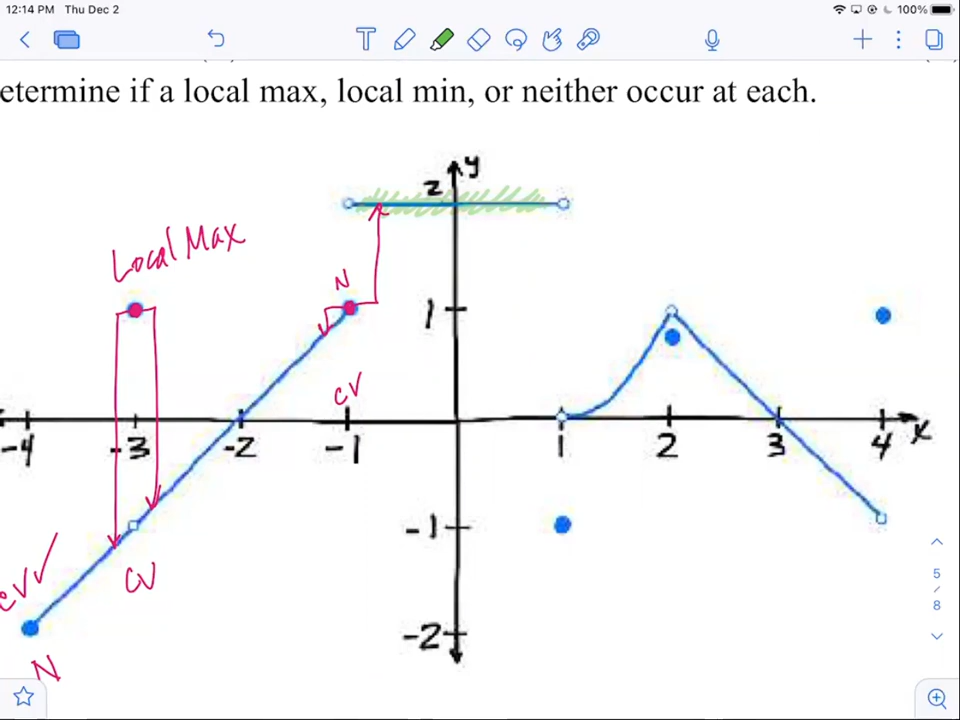 12:14 PM Thu Dec 2
100%
T
etermine if a local max, local min, or neither occur at each.
y
2
Local Max
N
1
CV
-4 -3 -2 -1 1 2 3 4 x
-1
CV✓
CV
-2
N
5
/
8